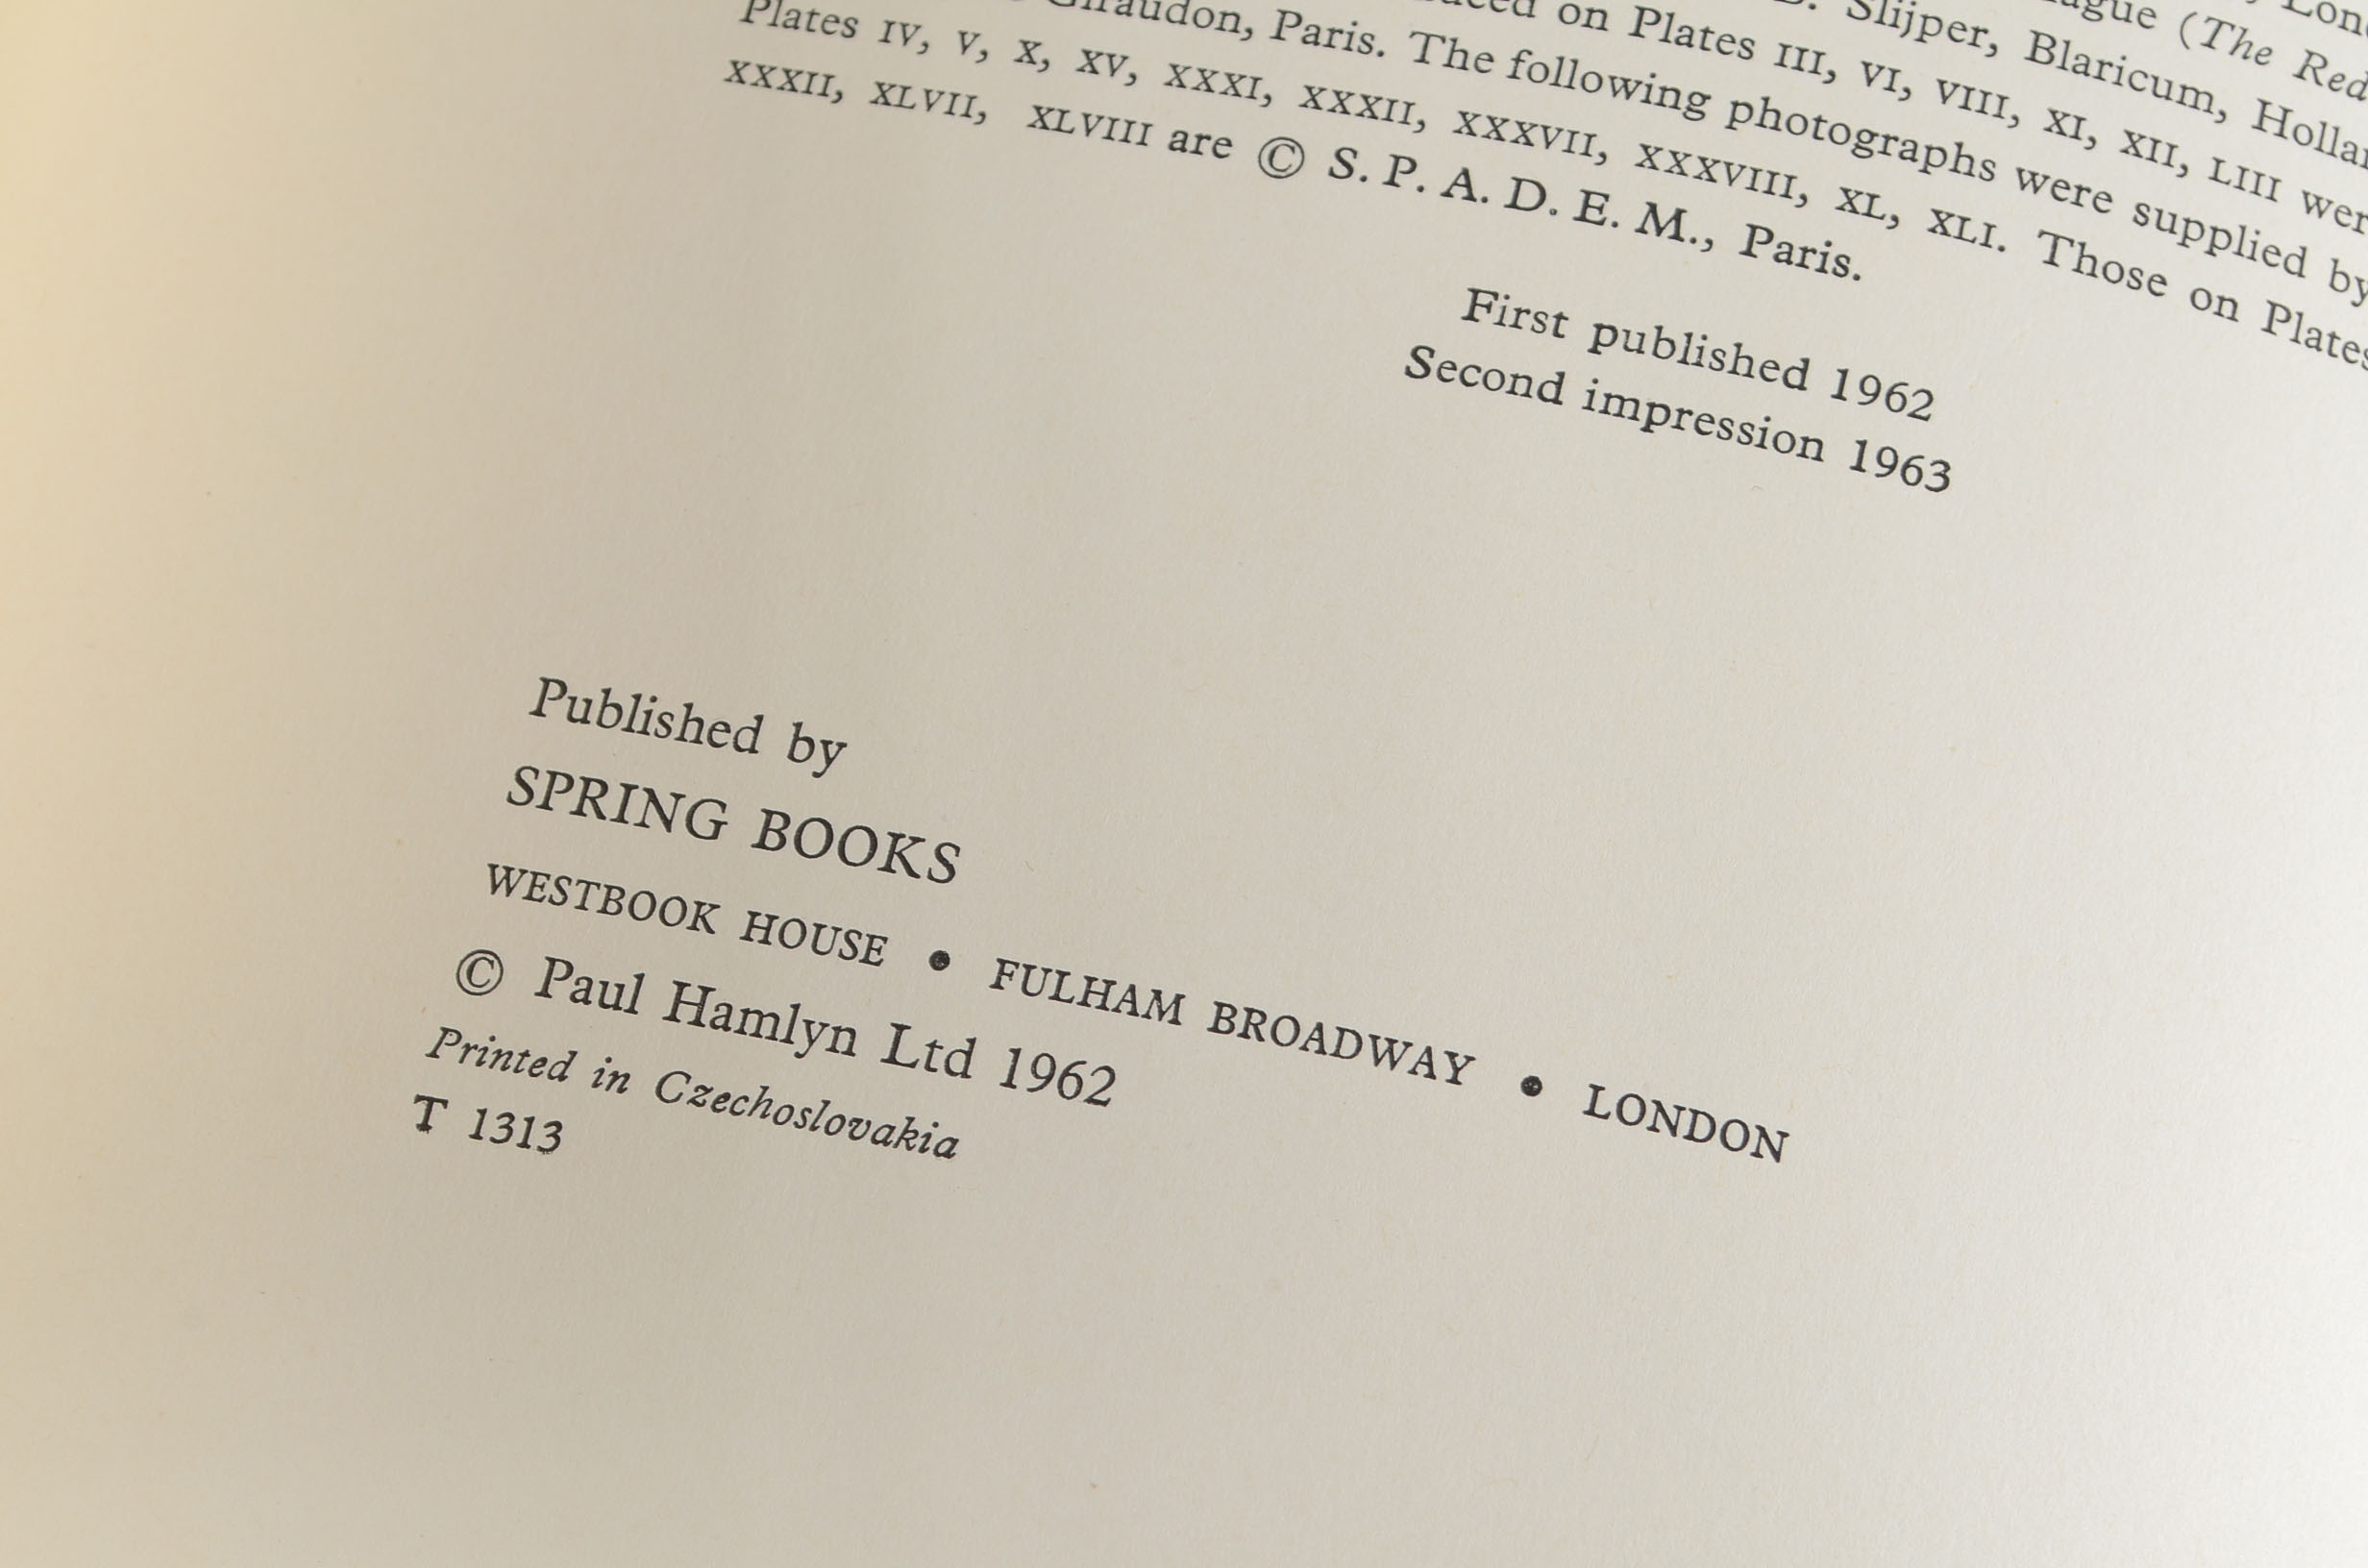 (The Red
Slijper, Blaricum,
on Plates III, VI, VIII, XI, XII, LIII
Giraudon, Paris. The following photographs were supplied by
Plates IV, V, X, XV, XXXI, XXXII, XXXVII, XXXVIII, XL, XLI. Those on Plates
XXXII, XLVII, XLVIII are © S. P. A. D. E. M., Paris.
First published 1962
Second impression 1963
Published by
SPRING BOOKS
WESTBOOK HOUSE • FULHAM BROADWAY • LONDON
© Paul Hamlyn Ltd 1962
Printed in Czechoslovakia
T 1313